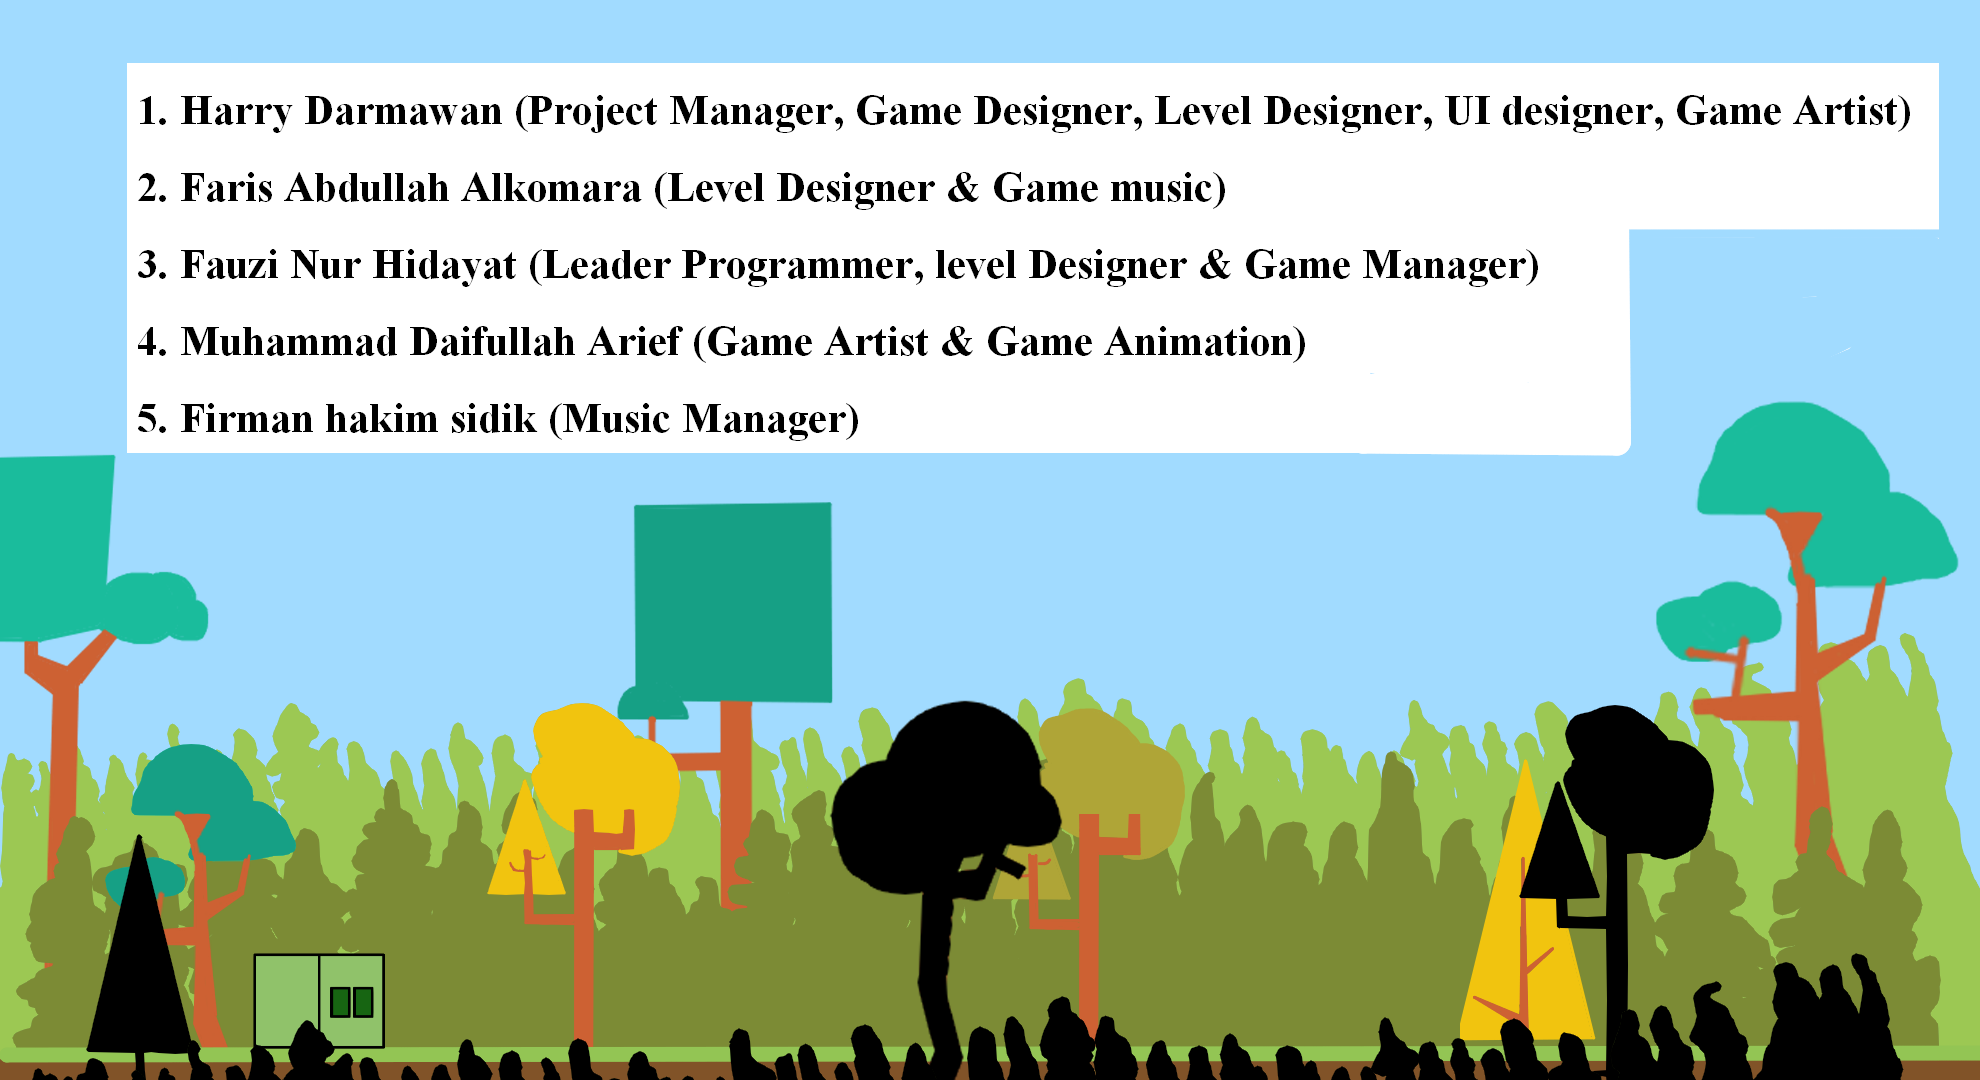 1. Harry Darmawan (Project Manager, Game Designer, Level Designer, UI designer, Game Artist)
2. Faris Abdullah Alkomara (Level Designer & Game music)
3. Fauzi Nur Hidayat (Leader Programmer, level Designer & Game Manager)
4. Muhammad Daifullah Arief (Game Artist & Game Animation)
5. Firman hakim sidik (Music Manager)